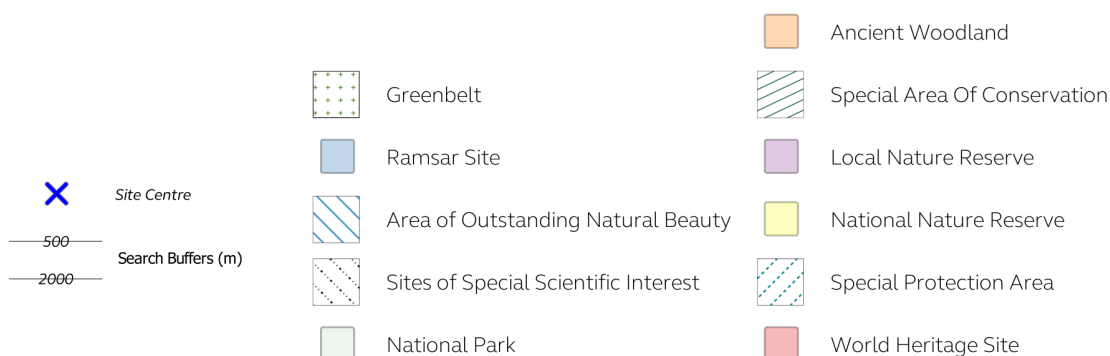 Site Centre
500
Search Buffers (m)
2000
Greenbelt
Ramsar Site
Area of Outstanding Natural Beauty
Sites of Special Scientific Interest
National Park
Ancient Woodland
Special Area Of Conservation
Local Nature Reserve
National Nature Reserve
Special Protection Area
World Heritage Site